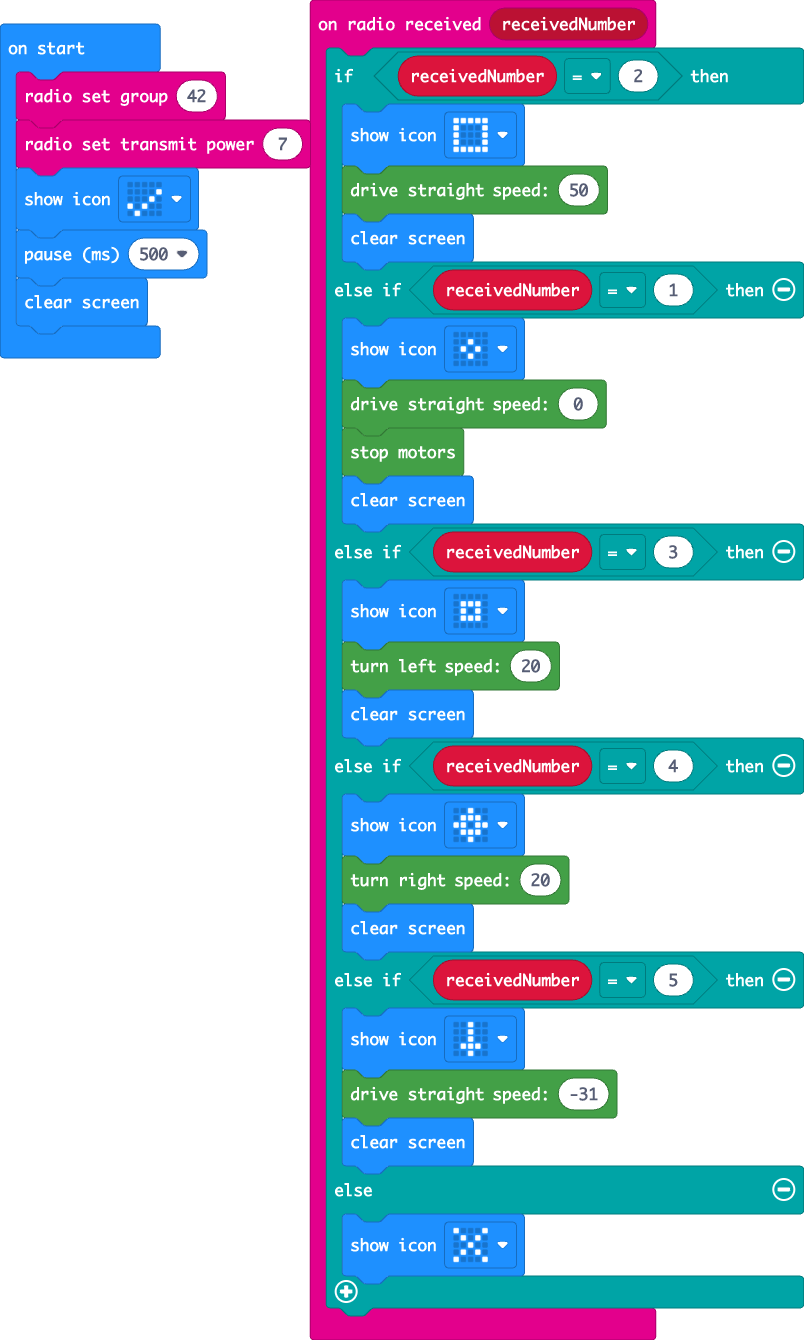 on start
radio set group 42
radio set transmit power 7
show icon
pause (ms) 500
clear screen
on radio received receivedNumber
if receivedNumber = 2 then
show icon
drive straight speed: 50
clear screen
else if receivedNumber = 1 then
show icon
drive straight speed: 0
stop motors
clear screen
else if receivedNumber = 3 then
show icon
turn left speed: 20
clear screen
else if receivedNumber = 4 then
show icon
turn right speed: 20
clear screen
else if receivedNumber = 5 then
show icon
drive straight speed: -31
clear screen
else
show icon